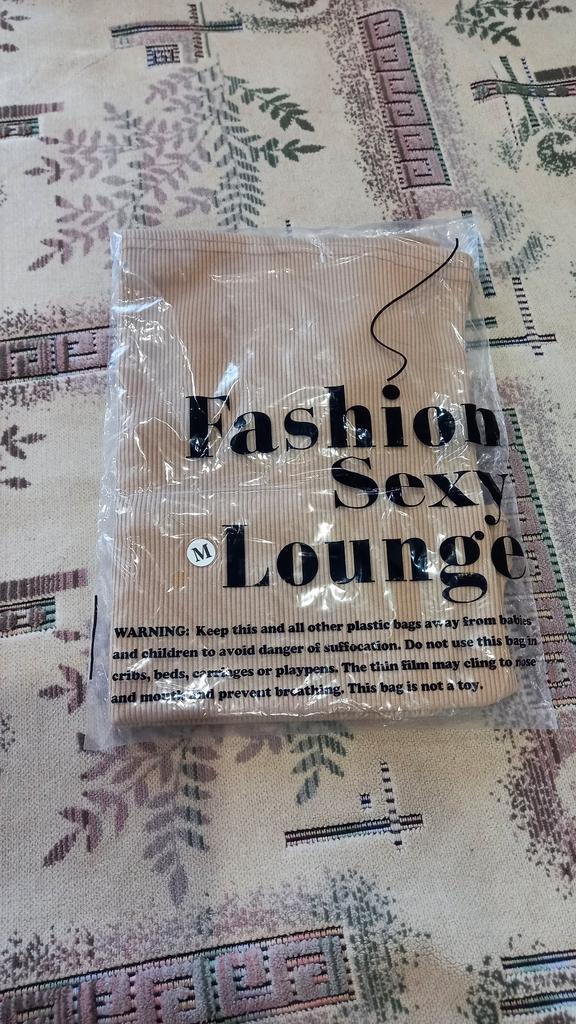 Fashion
Sexy
M
Lounge
WARNING: Keep this and all other plastic bags away from babies
and children to avoid danger of suffocation. Do not use this bag in
cribs, beds, carriages or playpens. The thin film may cling to nose
and mouth and prevent breathing. This bag is not a toy.